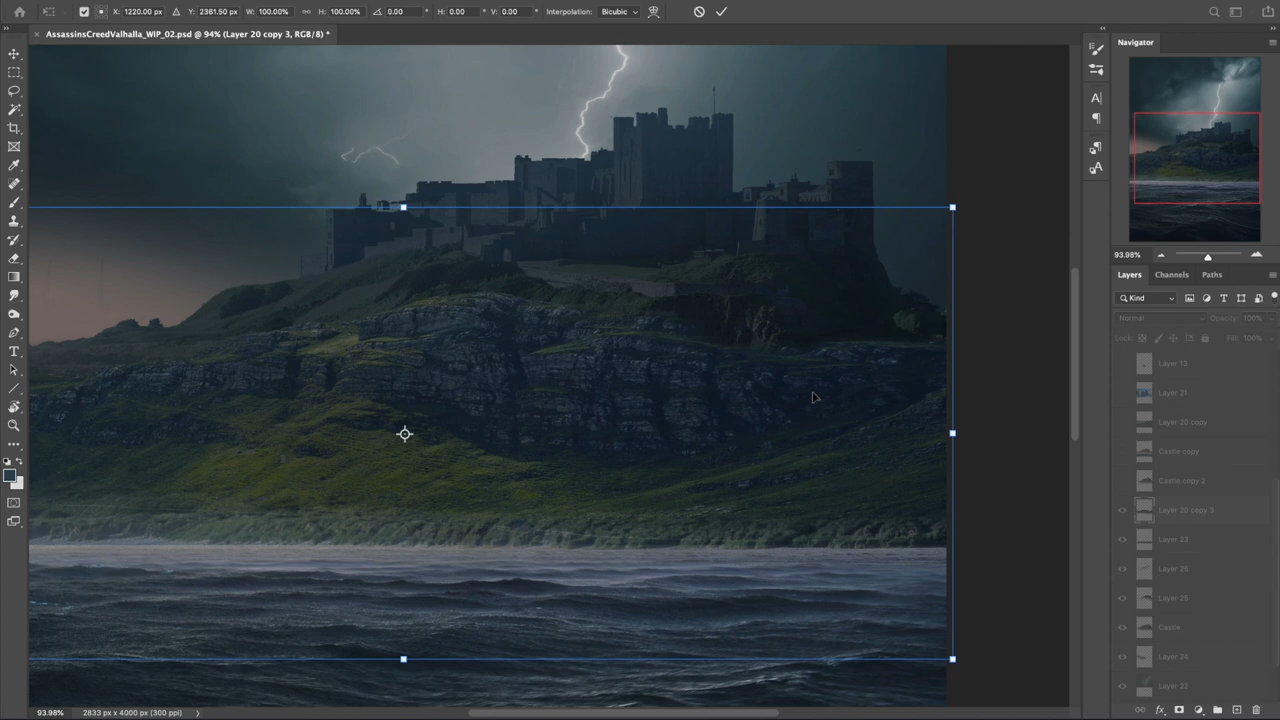 X: 1220.00 px Y: 2361.50 px W: 100.00% H: 100.00% 0.00 ° H: 0.00 ° V: 0.00 ° Interpolation: Bicubic
AssassinsCreedValhalla_WIP_02.psd @ 94% (Layer 20 copy 3, RGB/8) *
Navigator
93.98%
Layers Channels Paths
Kind
Normal Opacity: 100%
Lock: Fill: 100%
Layer 13
Layer 21
Layer 20 copy
Castle copy
Castle copy 2
Layer 20 copy 3
Layer 23
Layer 26
Layer 25
Castle
Layer 24
Layer 22
93.98% 2833 px x 4000 px (300 ppi)